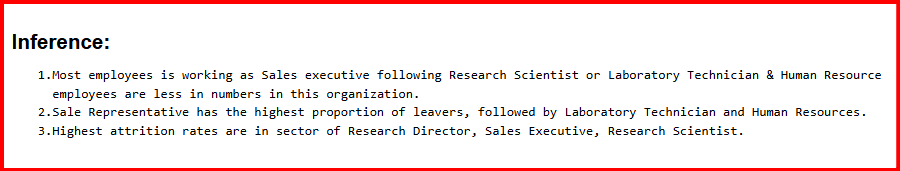 Inference:
1.Most employees is working as Sales executive following Research Scientist or Laboratory Technician & Human Resource
employees are less in numbers in this organization.
2.Sale Representative has the highest proportion of leavers, followed by Laboratory Technician and Human Resources.
3.Highest attrition rates are in sector of Research Director, Sales Executive, Research Scientist.